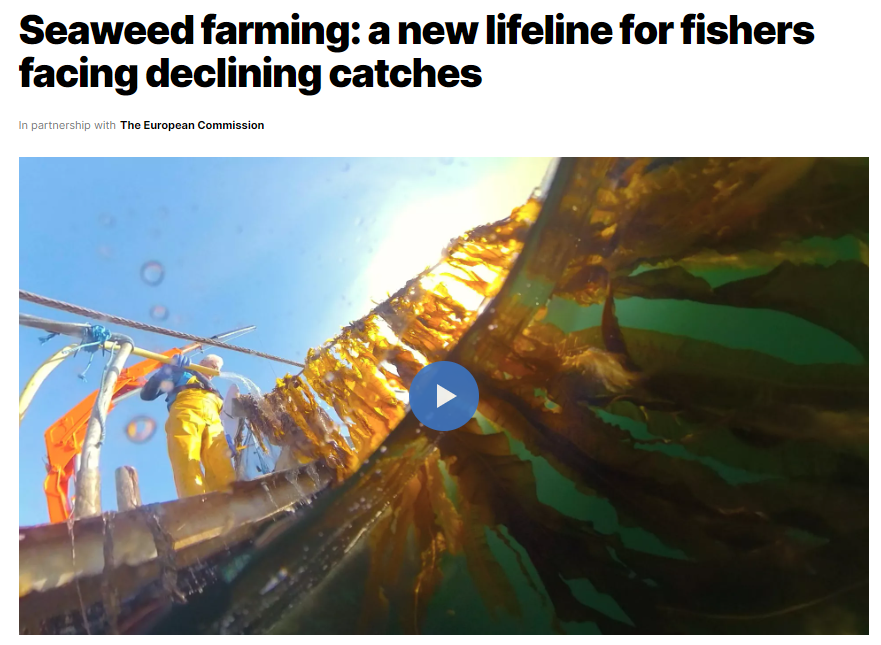 Seaweed farming: a new lifeline for fishers
facing declining catches
In partnership with The European Commission